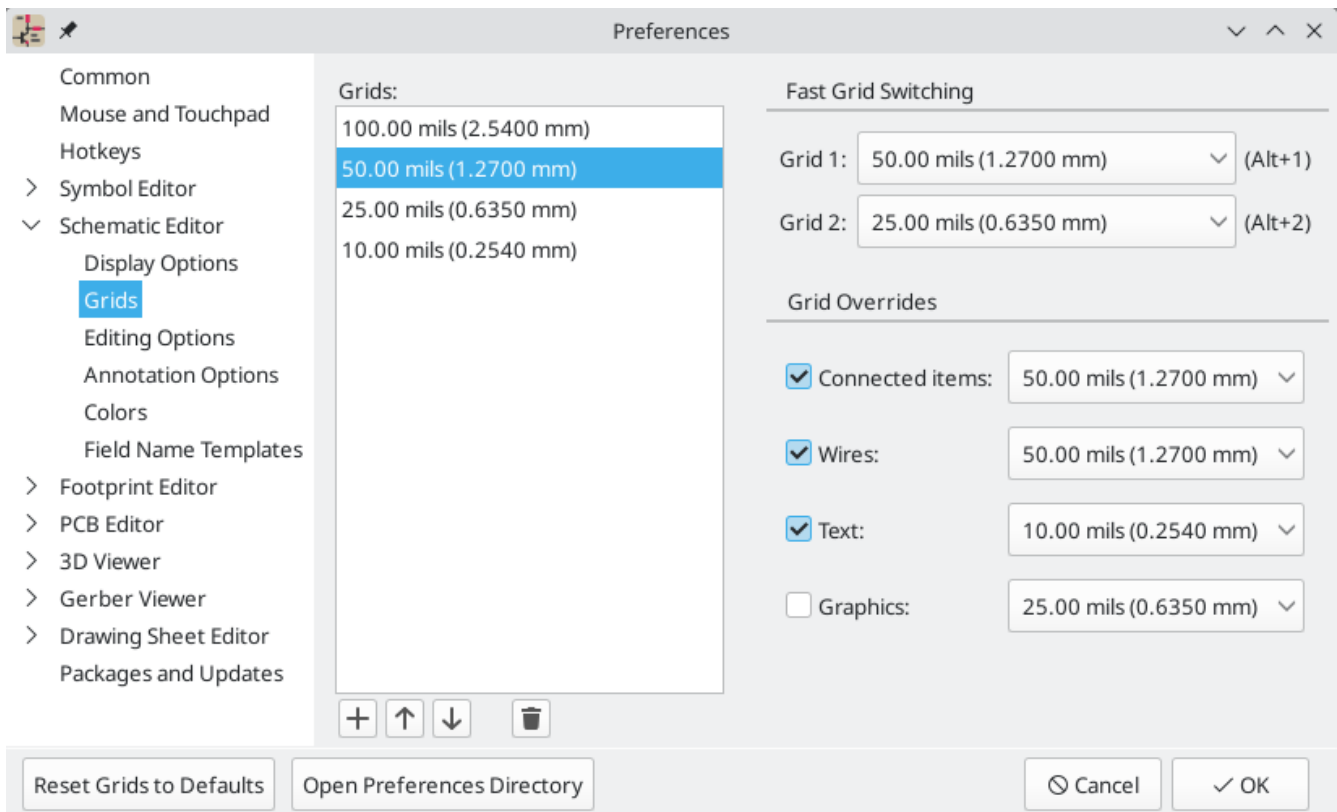 Preferences
Common
Mouse and Touchpad
Hotkeys
Symbol Editor
Schematic Editor
Display Options
Grids
Editing Options
Annotation Options
Colors
Field Name Templates
Footprint Editor
PCB Editor
3D Viewer
Gerber Viewer
Drawing Sheet Editor
Packages and Updates
Grids:
100.00 mils (2.5400 mm)
50.00 mils (1.2700 mm)
25.00 mils (0.6350 mm)
10.00 mils (0.2540 mm)
Fast Grid Switching
Grid 1: 50.00 mils (1.2700 mm) (Alt+1)
Grid 2: 25.00 mils (0.6350 mm) (Alt+2)
Grid Overrides
Connected items: 50.00 mils (1.2700 mm)
Wires: 50.00 mils (1.2700 mm)
Text: 10.00 mils (0.2540 mm)
Graphics: 25.00 mils (0.6350 mm)
Reset Grids to Defaults Open Preferences Directory Cancel OK